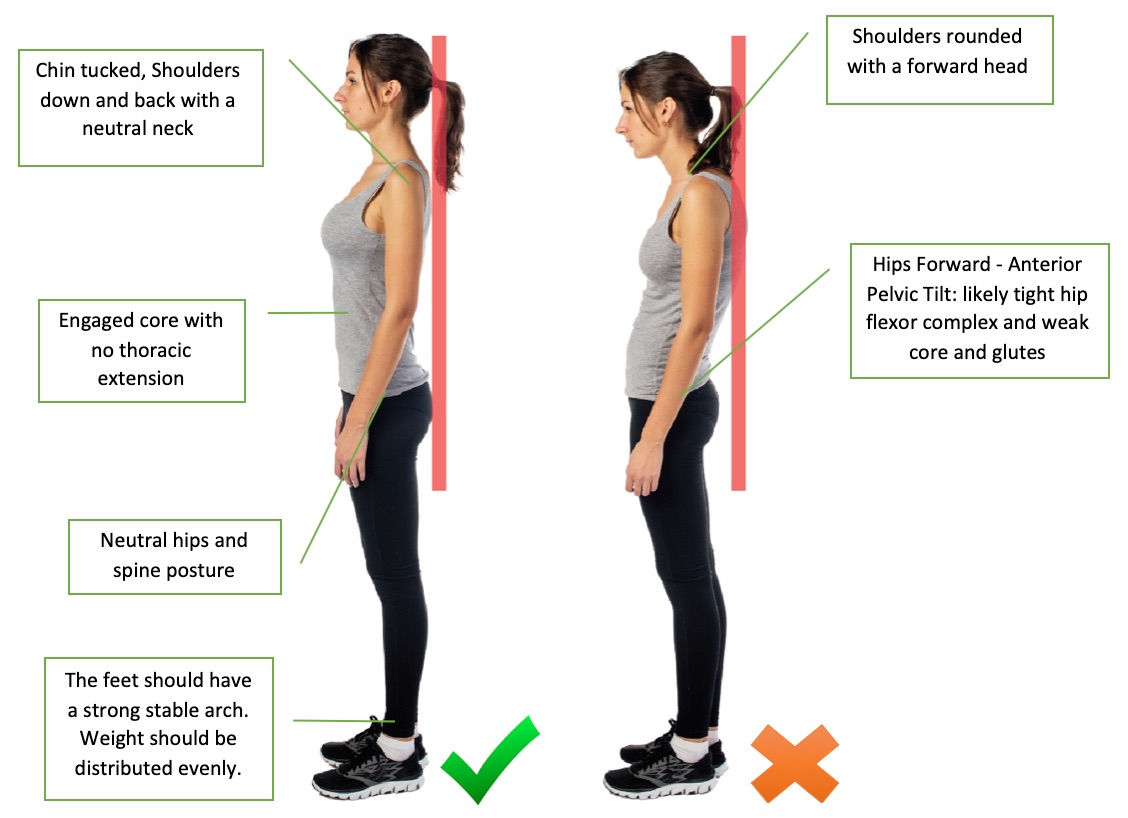 Chin tucked, Shoulders
down and back with a
neutral neck
Engaged core with
no thoracic
extension
Neutral hips and
spine posture
The feet should have
a strong stable arch.
Weight should be
distributed evenly.
Shoulders rounded
with a forward head
Hips Forward - Anterior
Pelvic Tilt: likely tight hip
flexor complex and weak
core and glutes